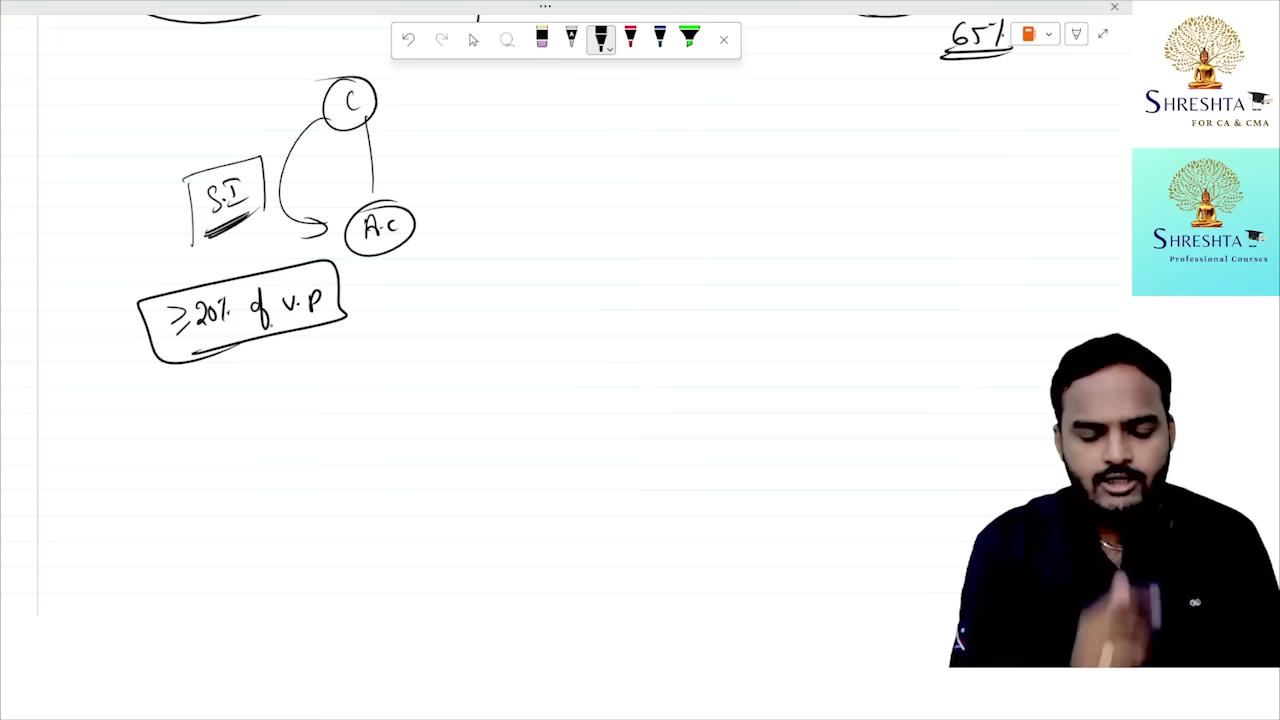 65%
C
S.I
A.C
≥20% of V.P
SHRESHTA
FOR CA & CMA
SHRESHTA
Professional Courses